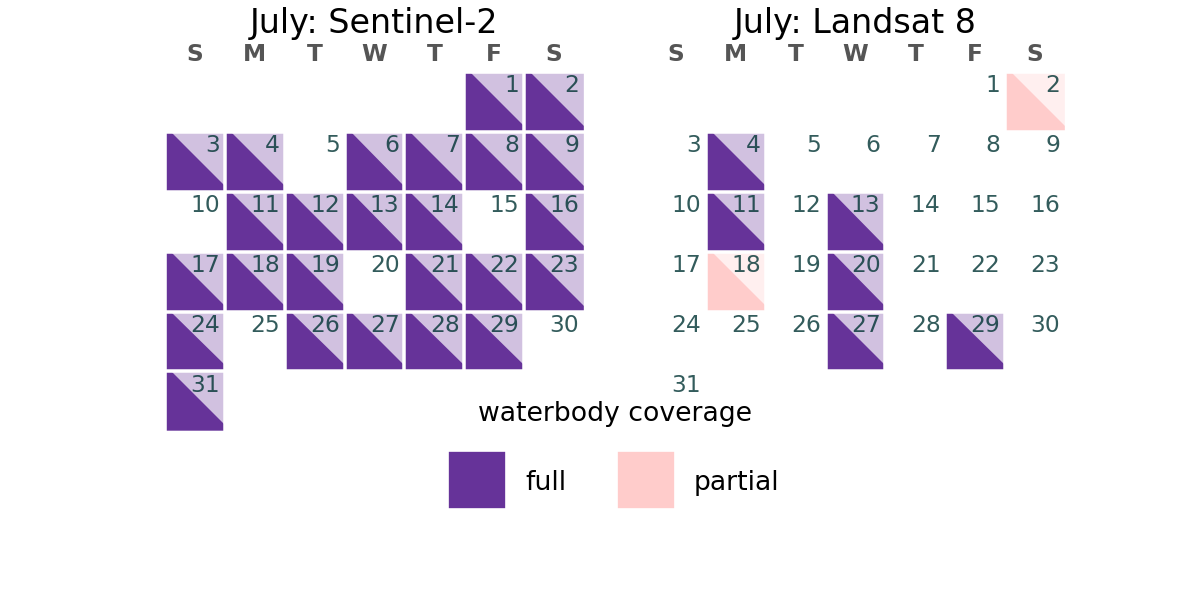 July: Sentinel-2
S M T W T F S
1 2
3 4 5 6 7 8 9
10 11 12 13 14 15 16
17 18 19 20 21 22 23
24 25 26 27 28 29 30
31
July: Landsat 8
S M T W T F S
1 2
3 4 5 6 7 8 9
10 11 12 13 14 15 16
17 18 19 20 21 22 23
24 25 26 27 28 29 30
31
waterbody coverage
full partial